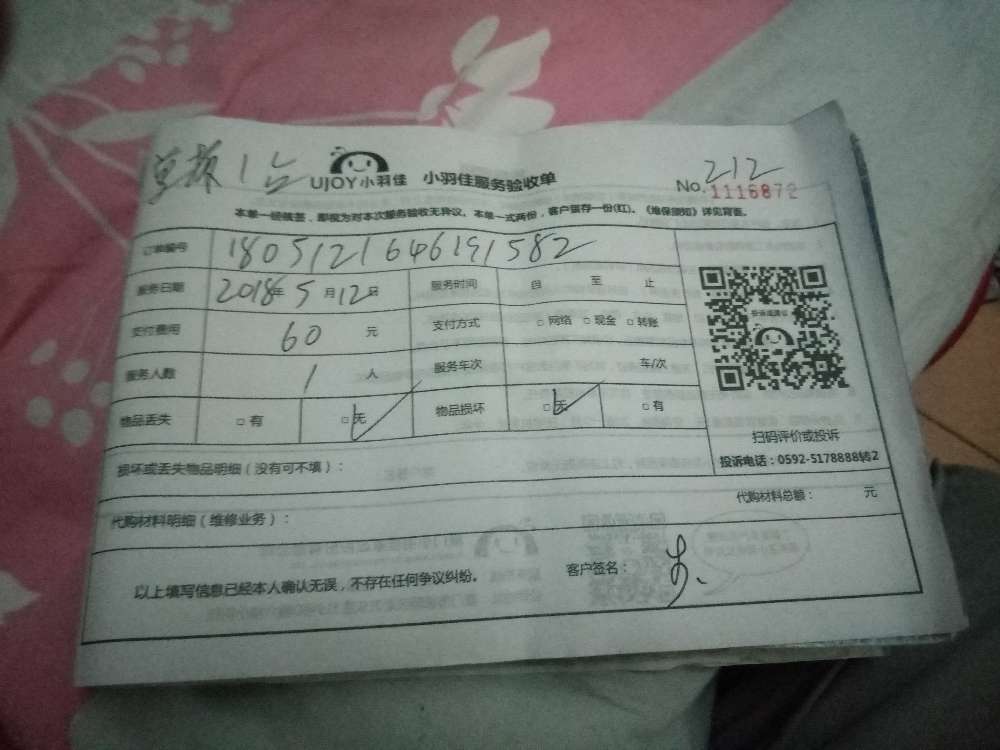 1台 UJOY小羽佳 小羽佳服务验收单 212
No. 1116872
本单一经签签，即视为对本次服务验收无异议。本单一式两份，客户留存一份(红)。《维保须知》详见背面。
订单编号 1805121646191582
服务日期 2018年5月12日 服务时间 自 至 止
支付费用 60 元 支付方式 □网络 □现金 □转账
服务人数 1 人 服务车次 车/次
物品丢失 □有 □无 物品损坏 □无 □有
投诉或建议
扫码评价或投诉
投诉电话：0592-5178888转2
损坏或丢失物品明细（没有可不填）：
代购材料明细（维修业务）： 代购材料总额： 元
以上填写信息已经本人确认无误，不存在任何争议纠纷。 客户签名：